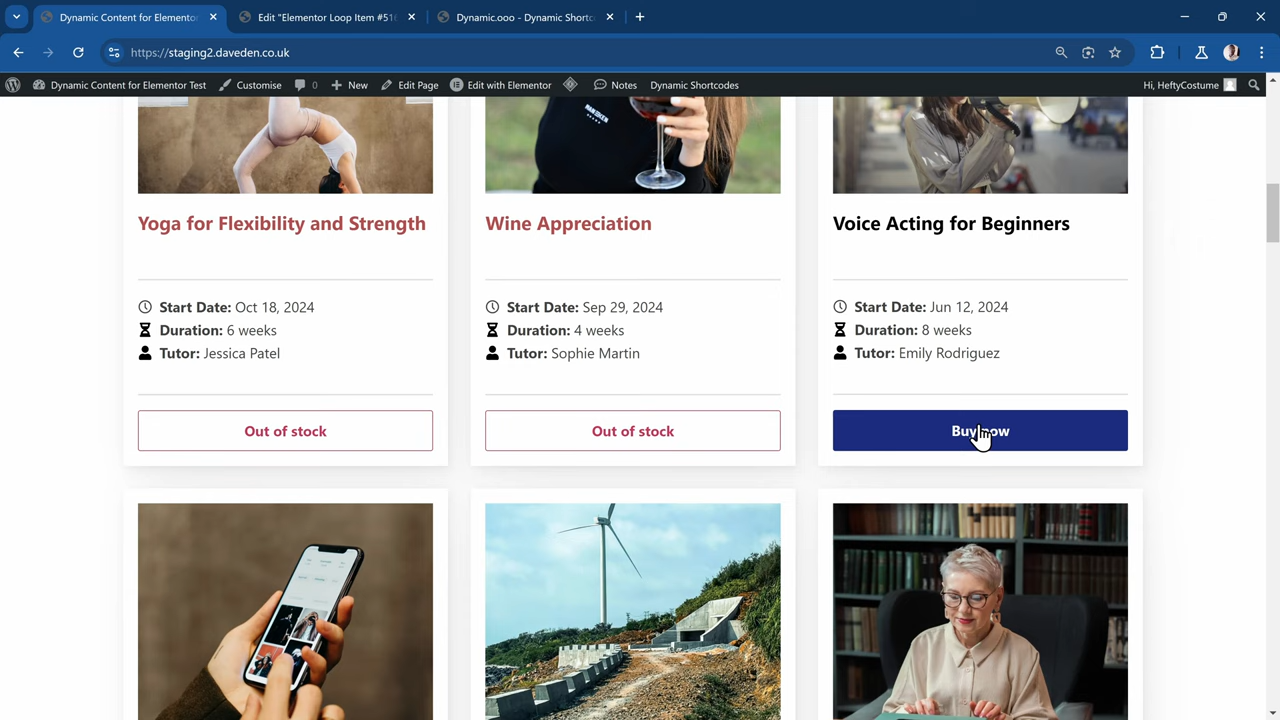 Dynamic Content for Elementor
Edit "Elementor Loop Item #51
Dynamic.ooo - Dynamic Shortc
https://staging2.daveden.co.uk
Dynamic Content for Elementor Test
Customise
0
New
Edit Page
Edit with Elementor
Notes
Dynamic Shortcodes
Hi, HeftyCostume
Yoga for Flexibility and Strength
Start Date: Oct 18, 2024
Duration: 6 weeks
Tutor: Jessica Patel
Out of stock
Wine Appreciation
Start Date: Sep 29, 2024
Duration: 4 weeks
Tutor: Sophie Martin
Out of stock
Voice Acting for Beginners
Start Date: Jun 12, 2024
Duration: 8 weeks
Tutor: Emily Rodriguez
Buy now